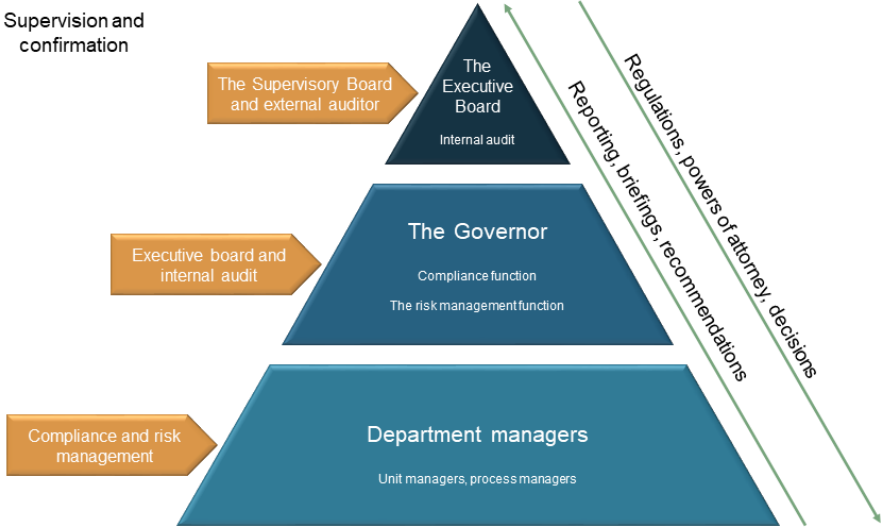 Supervision and
confirmation
The Supervisory Board
and external auditor
The
Executive
Board
Internal audit
Executive board and
internal audit
The Governor
Compliance function
The risk management function
Compliance and risk
management
Department managers
Unit managers, process managers
Reporting, briefings, recommendations
Regulations, powers of attorney, decisions